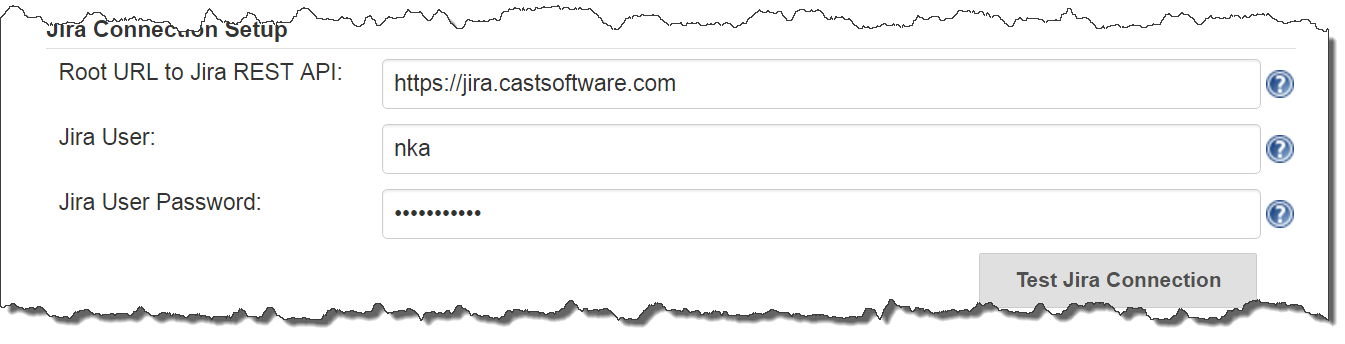 Jira Connection Setup
Root URL to Jira REST API:
https://jira.castsoftware.com
?
Jira User:
nka
?
Jira User Password:
•••••••••••
?
Test Jira Connection